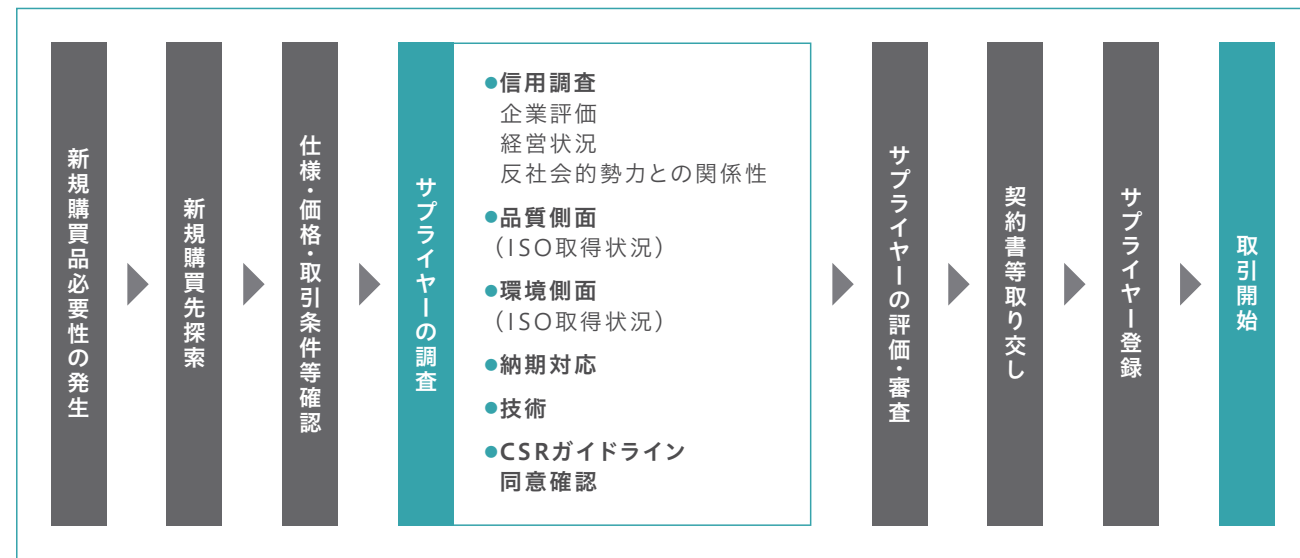 新規購買品必要性の発生
新規購買先探索
仕様・価格・取引条件等確認
サプライヤーの調査
●信用調査
企業評価
経営状況
反社会的勢力との関係性
●品質側面
（ISO取得状況）
●環境側面
（ISO取得状況）
●納期対応
●技術
●CSRガイドライン
同意確認
サプライヤーの評価・審査
契約書等取り交し
サプライヤー登録
取引開始